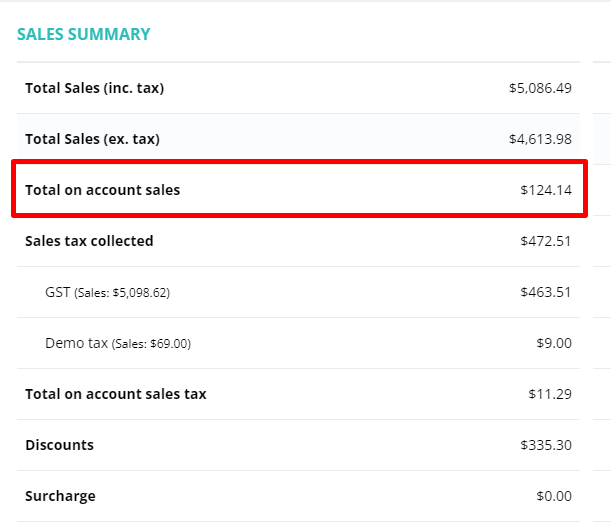 SALES SUMMARY
Total Sales (inc. tax) $5,086.49
Total Sales (ex. tax) $4,613.98
Total on account sales $124.14
Sales tax collected $472.51
GST (Sales: $5,098.62) $463.51
Demo tax (Sales: $69.00) $9.00
Total on account sales tax $11.29
Discounts $335.30
Surcharge $0.00